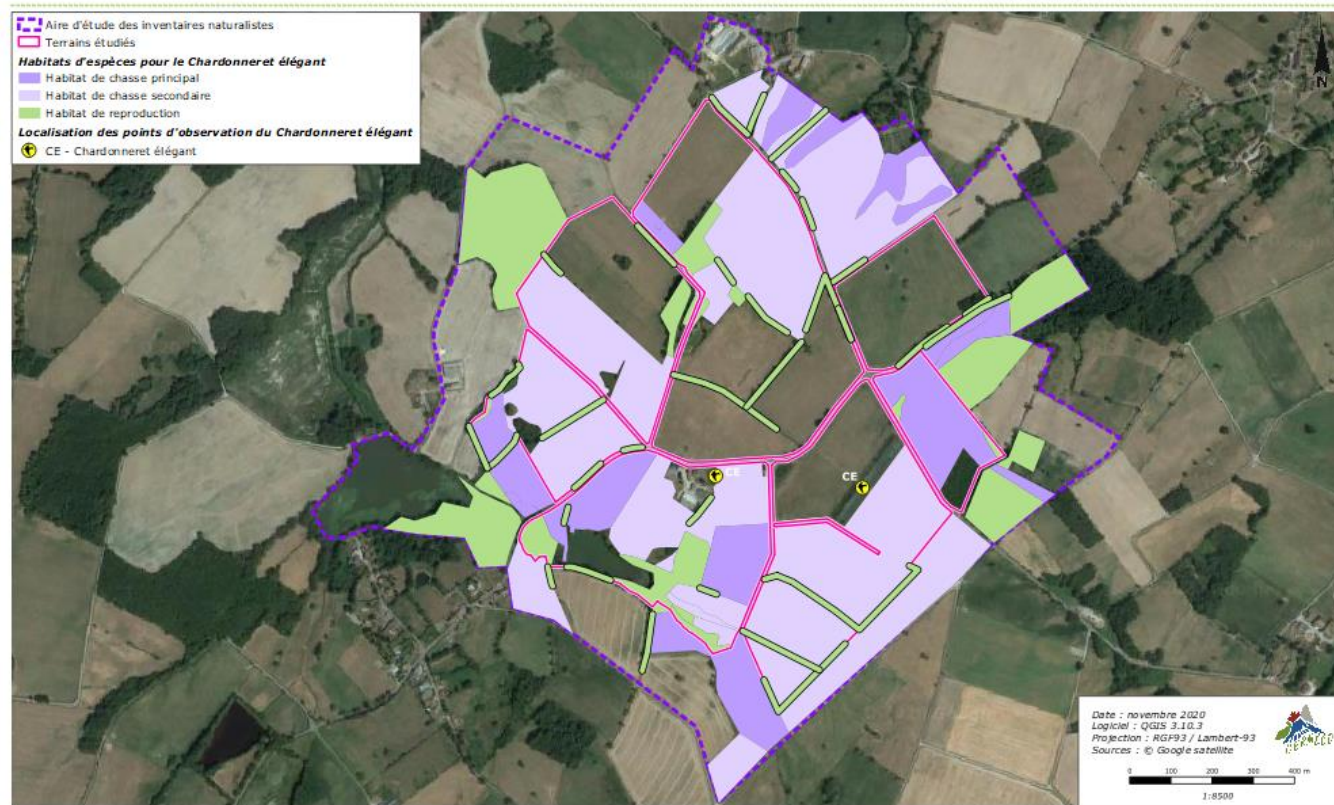 Aire d'étude des inventaires naturalistes
Terrains étudiés
Habitats d'espèces pour le Chardonneret élégant
Habitat de chasse principal
Habitat de chasse secondaire
Habitat de reproduction
Localisation des points d'observation du Chardonneret élégant
CE - Chardonneret élégant
N
CE
CE
Date : novembre 2020
Logiciel : QGIS 3.10.3
Projection : RGF93 / Lambert-93
Sources : © Google satellite
0 100 200 300 400 m
1:8500